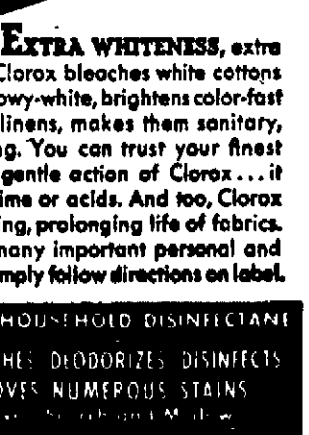 EXTRA WHITENESS, extra
Clorox bleaches white cottons
owy-white, brightens color-fast
linens, makes them sanitary,
g. You can trust your finest
gentle action of Clorox...it
ime or acids. And too, Clorox
ing, prolonging life of fabrics.
many important personal and
mply follow directions on label.
HOUSEHOLD DISINFECTANT
HES DEODORIZES DISINFECTS
OVES NUMEROUS STAINS